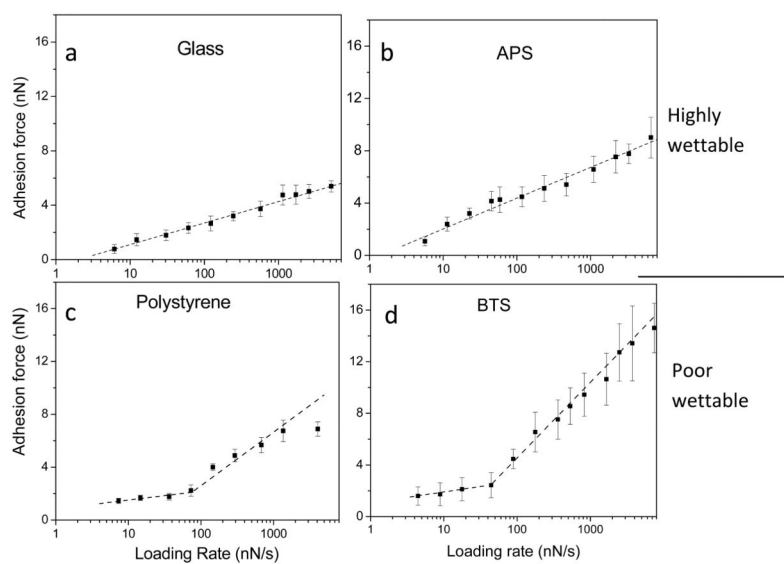 a
Glass
b
APS
Highly
wettable
Adhesion force (nN)
16
12
8
4
0
1
10
100
1000
16
12
8
4
0
1
10
100
1000
c
Polystyrene
d
BTS
Poor
wettable
Adhesion force (nN)
16
12
8
4
0
1
10
100
1000
Loading Rate (nN/s)
16
12
8
4
0
1
10
100
1000
Loading rate (nN/s)